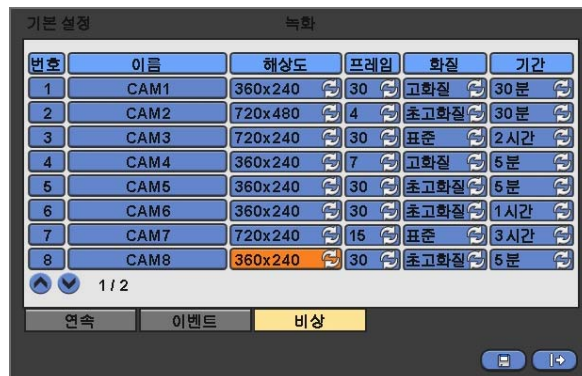 기본 설정 녹화
번호 이름 해상도 프레임 화질 기간
1 CAM1 360x240 30 고화질 30분
2 CAM2 720x480 4 초고화질 30분
3 CAM3 720x240 30 표준 2시간
4 CAM4 360x240 7 고화질 5분
5 CAM5 360x240 30 초고화질 5분
6 CAM6 360x240 30 초고화질 1시간
7 CAM7 720x240 15 표준 3시간
8 CAM8 360x240 30 초고화질 5분
1/2
연속 이벤트 비상